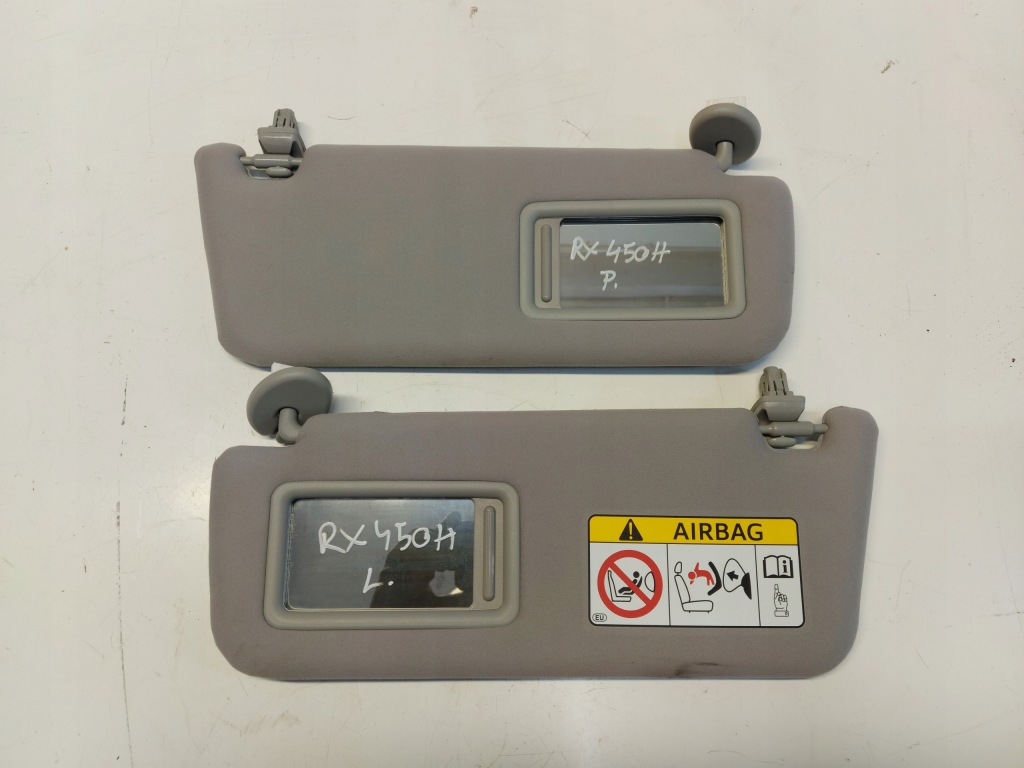 RX 450H
P.
RX 450H
L.
AIRBAG
EU